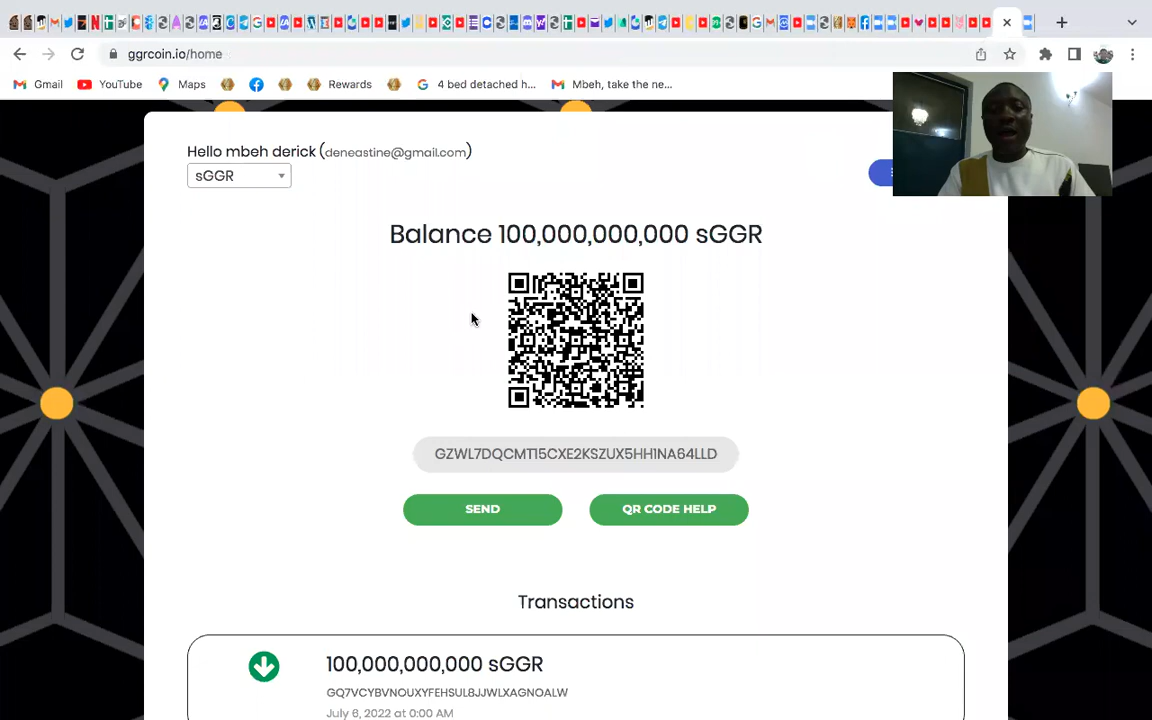 ggrcoin.io/home
Gmail YouTube Maps Rewards 4 bed detached h... Mbeh, take the ne...
Hello mbeh derick (deneastine@gmail.com)
sGGR
Balance 100,000,000,000 sGGR
GZWL7DQCMT15CXE2KSZUX5HH1NA64LLD
SEND QR CODE HELP
Transactions
100,000,000,000 sGGR
GQ7VCYBVNOUXYFEHSUL8JJWLXAGNOALW
July 6, 2022 at 0:00 AM